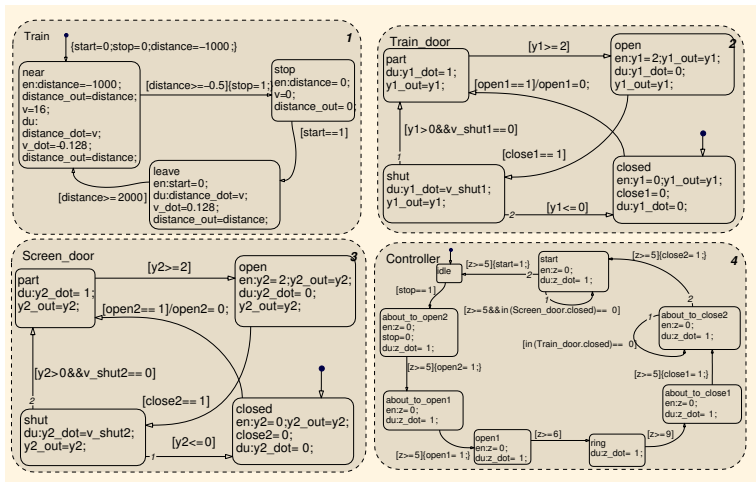 Train
1
{start=0;stop=0;distance=-1000;}
near
en:distance=-1000;
distance_out=distance;
v=16;
du:
distance_dot=v;
v_dot=-0.128;
distance_out=distance;
[distance>=-0.5]{stop=1;
stop
en:distance= 0;
v=0;
distance_out= 0
[start==1]
leave
en:start=0;
du:distance_dot=v;
v_dot=0.128;
distance_out=distance;
[distance>=2000]
Train_door
2
part
du:y1_dot=1;
y1_out=y1;
[y1>=2]
open
en:y1=2;y1_out=y1;
du:y1_dot=0;
y1_out=y1;
[open1==1]/open1=0;
[y1>0&&v_shut1==0]
1
[close1==1]
shut
du:y1_dot=v_shut1;
y1_out=y1;
2
[y1<=0]
closed
en:y1=0;y1_out=y1;
close1=0;
du:y1_dot=0;
Screen_door
3
part
du:y2_dot= 1;
y2_out=y2;
[y2>=2]
open
en:y2=2;y2_out=y2;
du:y2_dot= 0;
y2_out=y2;
[open2==1]/open2= 0;
[y2>0&&v_shut2==0]
2
[close2==1]
shut
du:y2_dot=v_shut2;
y2_out=y2;
1
[y2<=0]
closed
en:y2=0;y2_out=y2;
close2=0;
du:y2_dot= 0;
Controller
4
idle
[z>=5]{start=1;}
2
start
en:z= 0;
du:z_dot= 1;
1
[z>=5&&in(Screen_door.closed)== 0]
[z>=5]{close2=1;}
2
[stop==1]
about_to_open2
en:z=0;
stop=0;
du:z_dot= 1;
[z>=5]{open2= 1;}
about_to_open1
en:z= 0;
du:z_dot= 1;
[z>=5]{open1= 1;}
open1
en:z= 0;
du:z_dot= 1;
[z>=6]
ring
du:z_dot= 1;
[z>=9]
about_to_close1
en:z= 0;
du:z_dot= 1;
[z>=5]{close1=1;}
about_to_close2
en:z= 0;
du:z_dot= 1;
1
[in(Train_door.closed)== 0]